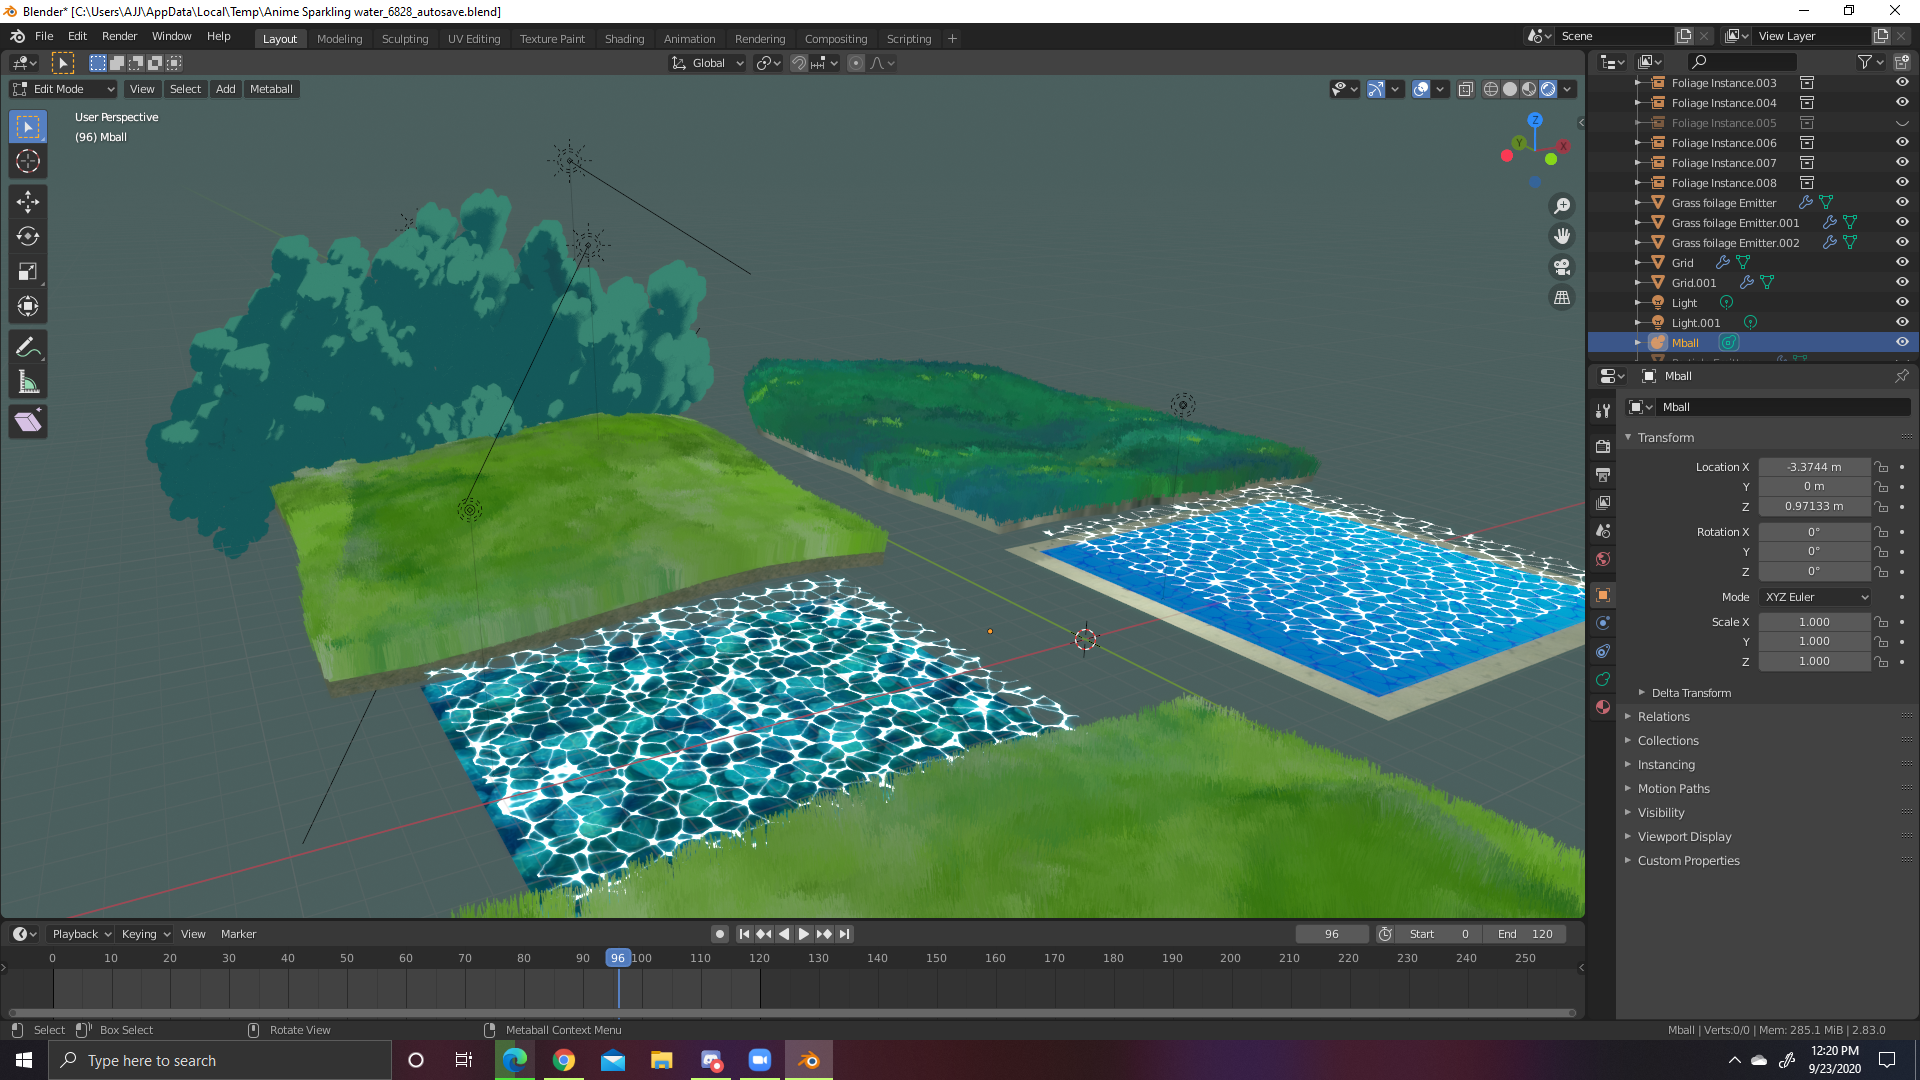 Blender* [C:\Users\AJJ\AppData\Local\Temp\Anime Sparkling water_6828_autosave.blend]
File Edit Render Window Help Layout Modeling Sculpting UV Editing Texture Paint Shading Animation Rendering Compositing Scripting + Scene View Layer
Global
Edit Mode View Select Add Metaball
User Perspective
(96) Mball
Z
Y X
Foliage Instance.003
Foliage Instance.004
Foliage Instance.005
Foliage Instance.006
Foliage Instance.007
Foliage Instance.008
Grass foilage Emitter
Grass foilage Emitter.001
Grass foilage Emitter.002
Grid
Grid.001
Light
Light.001
Mball
Mball
Mball
Transform
Location X -3.3744 m
Y 0 m
Z 0.97133 m
Rotation X 0°
Y 0°
Z 0°
Mode XYZ Euler
Scale X 1.000
Y 1.000
Z 1.000
Delta Transform
Relations
Collections
Instancing
Motion Paths
Visibility
Viewport Display
Custom Properties
Playback Keying View Marker 96 Start 0 End 120
0 10 20 30 40 50 60 70 80 90 96 100 110 120 130 140 150 160 170 180 190 200 210 220 230 240 250
Select Box Select Rotate View Metaball Context Menu Mball | Verts:0/0 | Mem: 285.1 MiB | 2.83.0
Type here to search
12:20 PM
9/23/2020